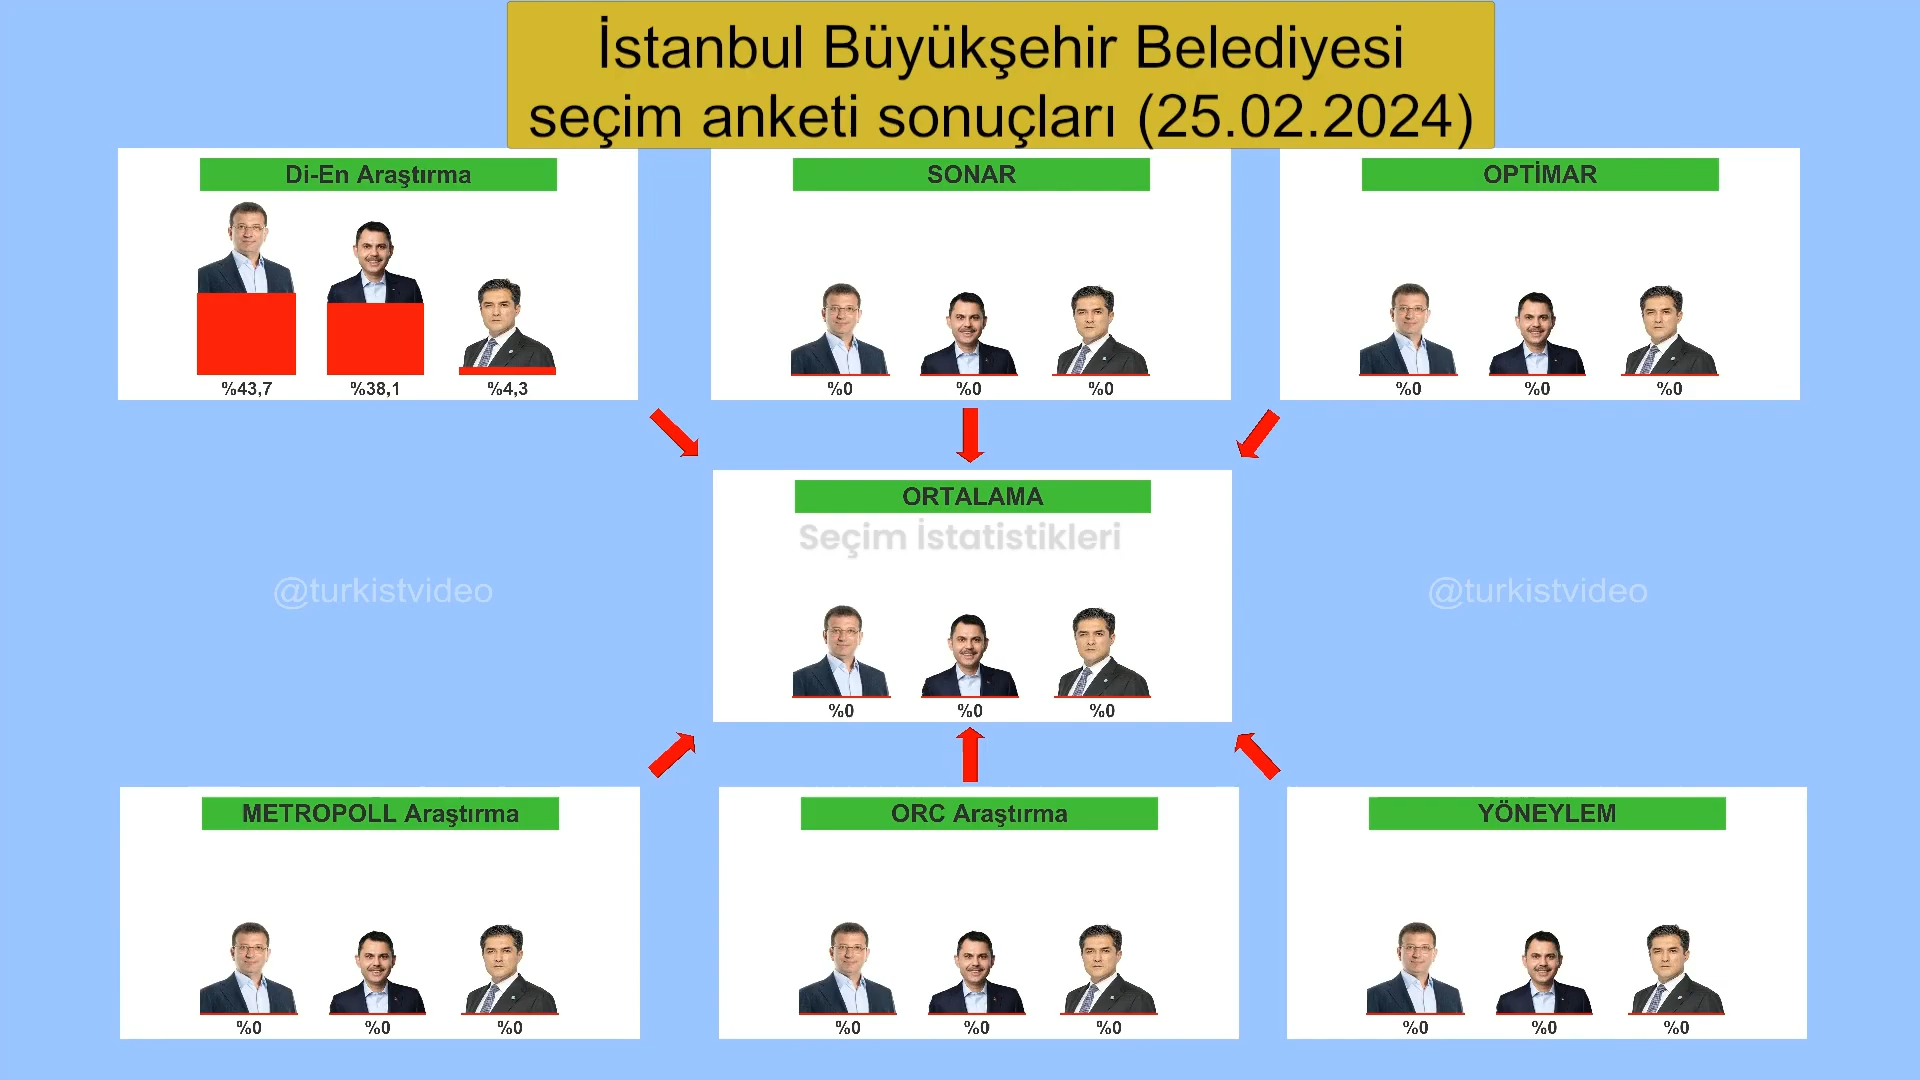 İstanbul Büyükşehir Belediyesi
seçim anketi sonuçları (25.02.2024)
Di-En Araştırma
%43,7 %38,1 %4,3
SONAR
%0 %0 %0
OPTİMAR
%0 %0 %0
ORTALAMA
Seçim İstatistikleri
%0 %0 %0
@turkistvideo
@turkistvideo
METROPOLL Araştırma
%0 %0 %0
ORC Araştırma
%0 %0 %0
YÖNEYLEM
%0 %0 %0